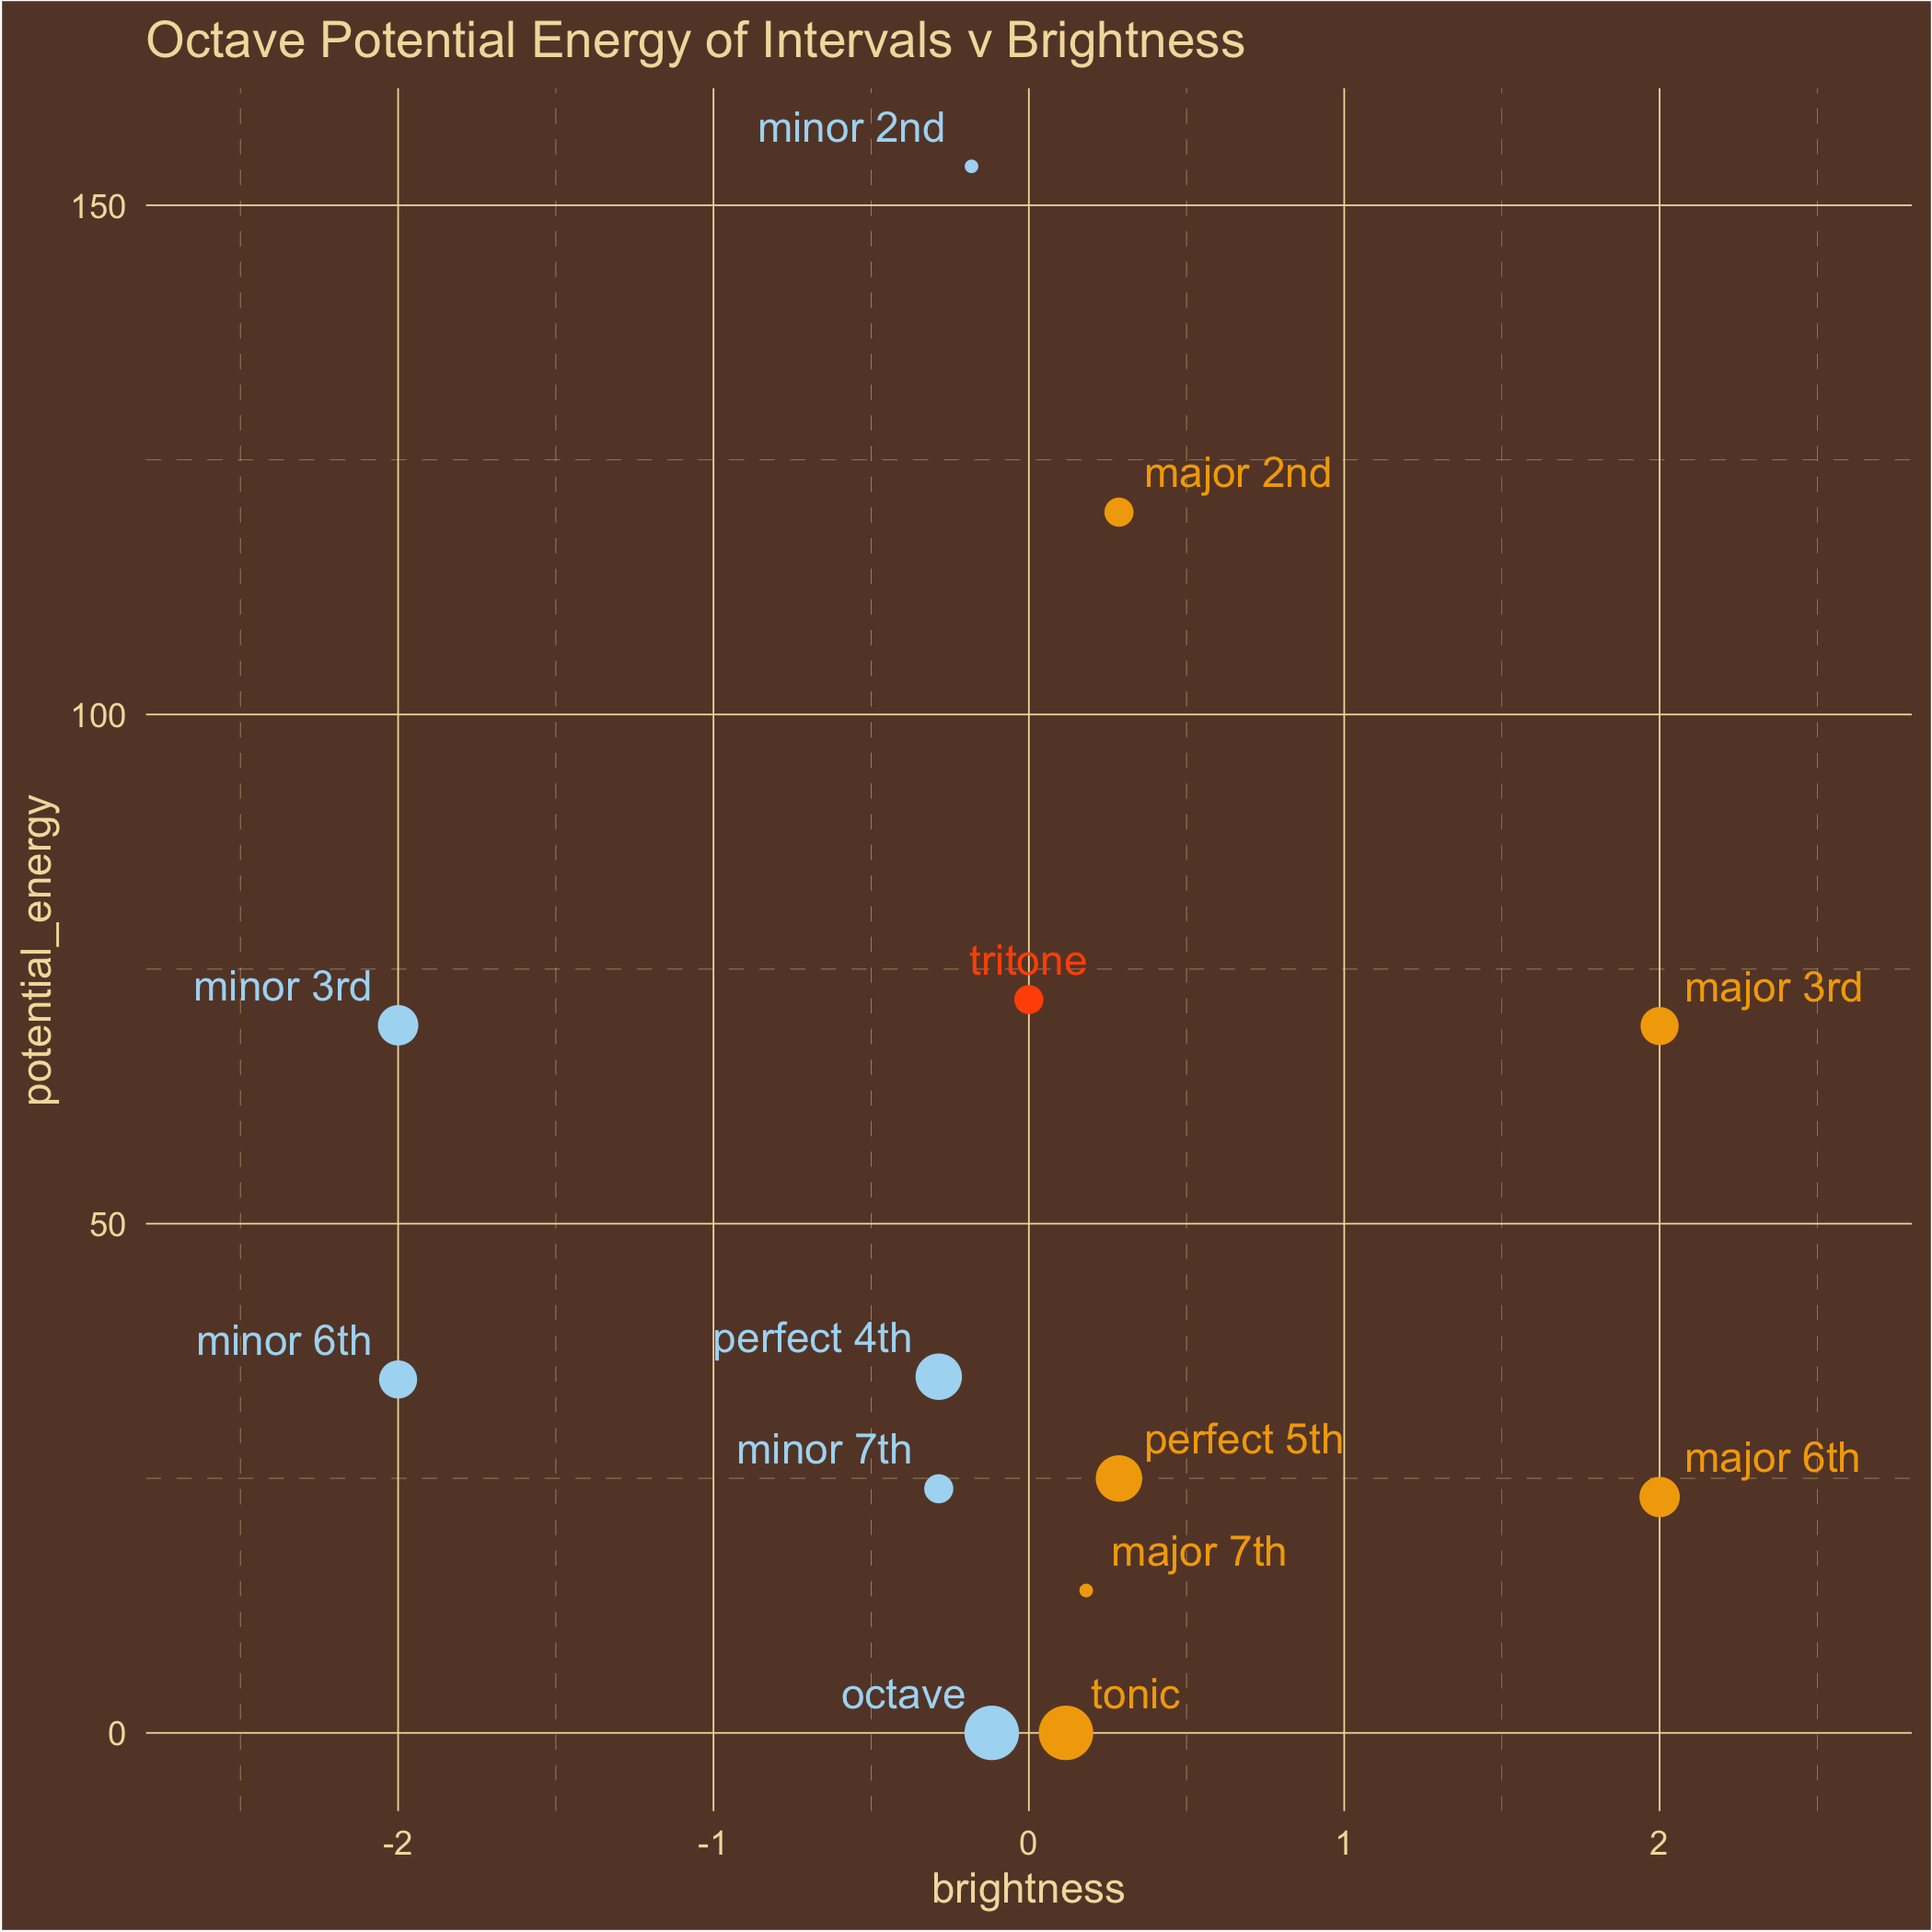 Octave Potential Energy of Intervals v Brightness
minor 2nd
150
major 2nd
100
potential_energy
tritone
minor 3rd
major 3rd
50
minor 6th
perfect 4th
minor 7th
perfect 5th
major 6th
major 7th
octave
tonic
0
-2
-1
0
1
2
brightness